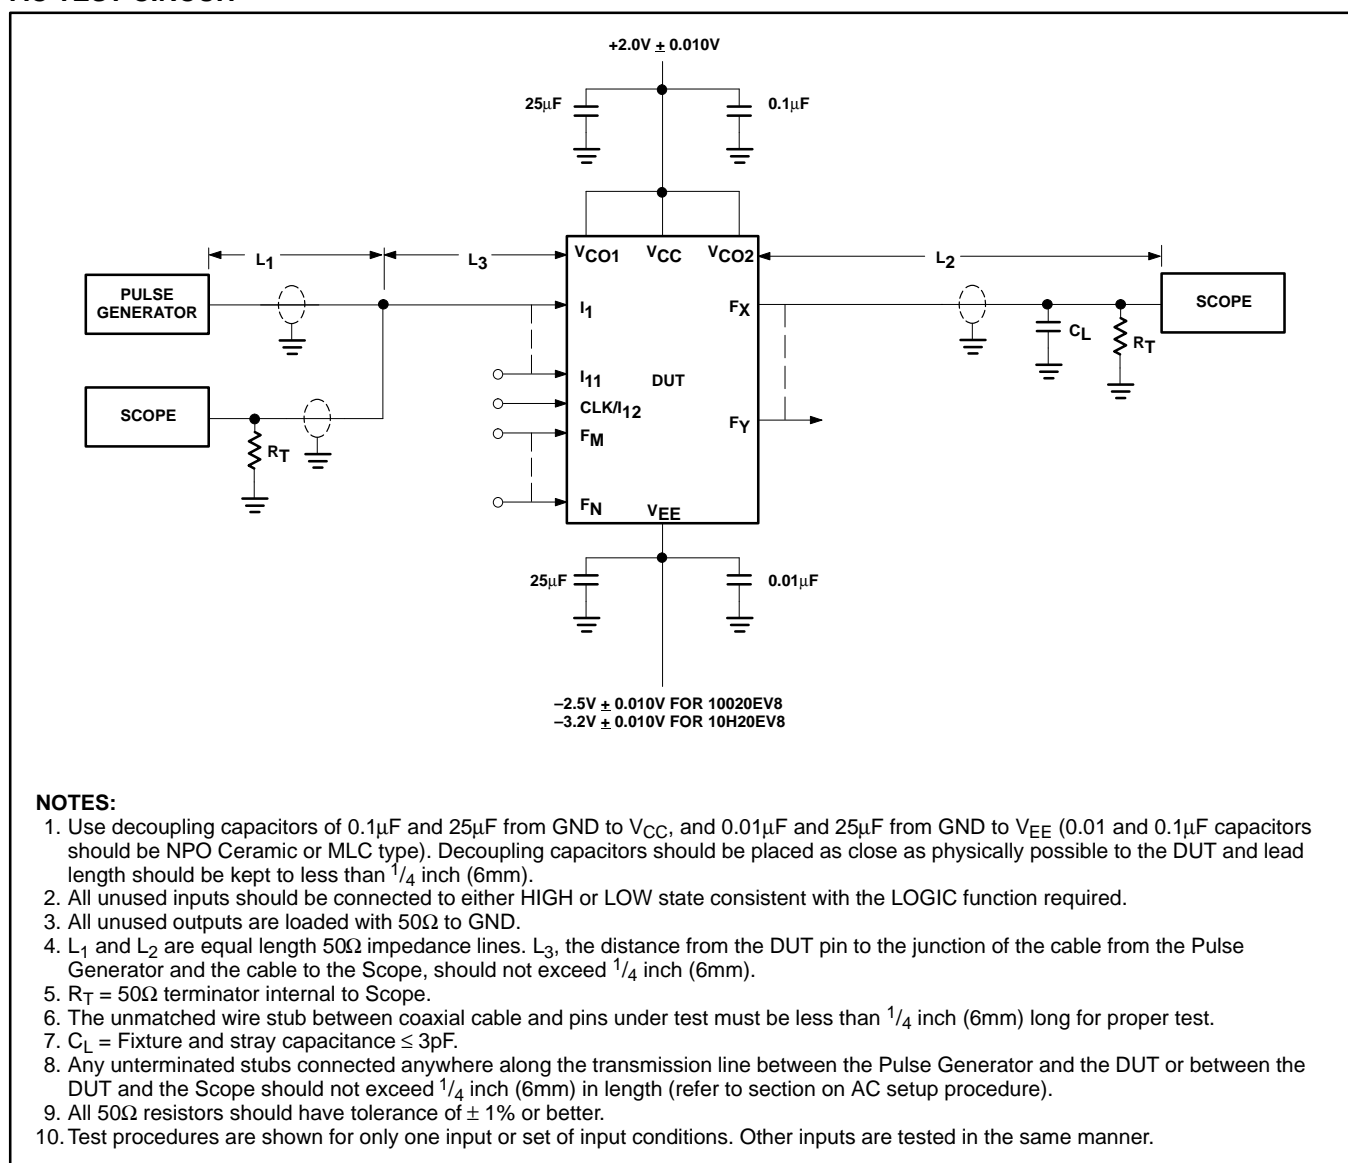 +2.0V ± 0.010V
25µF
0.1µF
L1
L3
VCO1
VCC
VCO2
L2
PULSE
GENERATOR
I1
FX
SCOPE
CL
RT
I11
DUT
SCOPE
CLK/I12
FY
RT
FM
FN
VEE
25µF
0.01µF
–2.5V ± 0.010V FOR 10020EV8
–3.2V ± 0.010V FOR 10H20EV8
NOTES:
1. Use decoupling capacitors of 0.1µF and 25µF from GND to VCC, and 0.01µF and 25µF from GND to VEE (0.01 and 0.1µF capacitors
should be NPO Ceramic or MLC type). Decoupling capacitors should be placed as close as physically possible to the DUT and lead
length should be kept to less than 1/4 inch (6mm).
2. All unused inputs should be connected to either HIGH or LOW state consistent with the LOGIC function required.
3. All unused outputs are loaded with 50Ω to GND.
4. L1 and L2 are equal length 50Ω impedance lines. L3, the distance from the DUT pin to the junction of the cable from the Pulse
Generator and the cable to the Scope, should not exceed 1/4 inch (6mm).
5. RT = 50Ω terminator internal to Scope.
6. The unmatched wire stub between coaxial cable and pins under test must be less than 1/4 inch (6mm) long for proper test.
7. CL = Fixture and stray capacitance ≤ 3pF.
8. Any unterminated stubs connected anywhere along the transmission line between the Pulse Generator and the DUT or between the
DUT and the Scope should not exceed 1/4 inch (6mm) in length (refer to section on AC setup procedure).
9. All 50Ω resistors should have tolerance of ± 1% or better.
10. Test procedures are shown for only one input or set of input conditions. Other inputs are tested in the same manner.